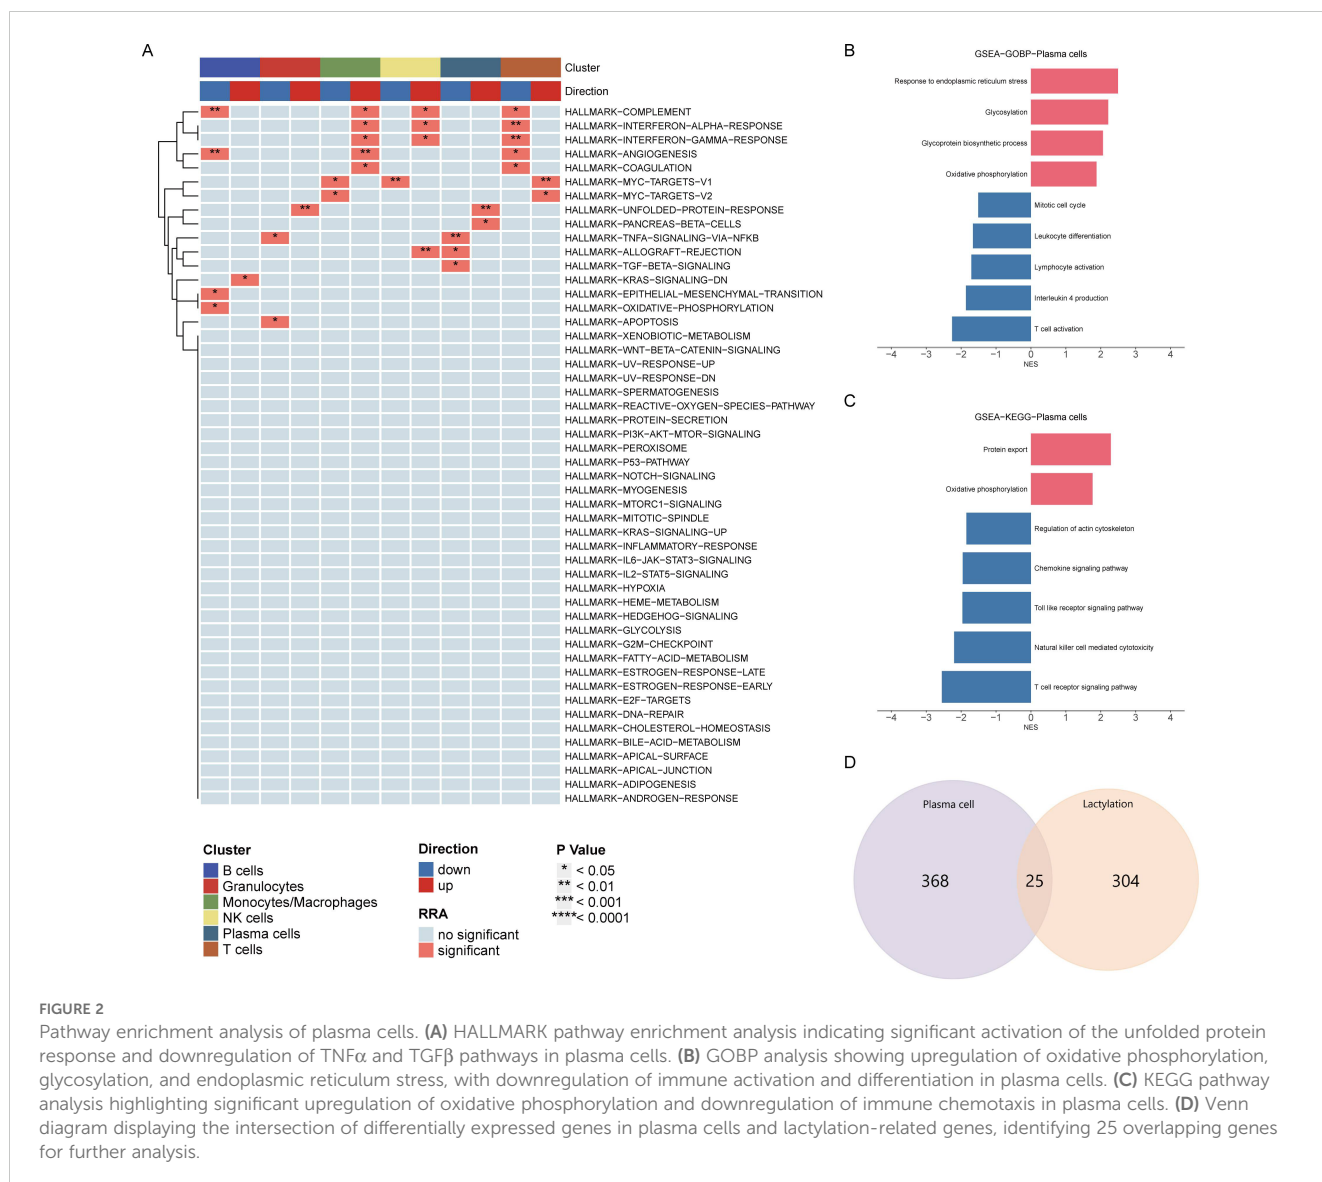 A
Cluster
Direction
** * * * HALLMARK−COMPLEMENT
* * ** HALLMARK−INTERFERON−ALPHA−RESPONSE
* * ** HALLMARK−INTERFERON−GAMMA−RESPONSE
** ** * HALLMARK−ANGIOGENESIS
* * HALLMARK−COAGULATION
* ** ** HALLMARK−MYC−TARGETS−V1
* * HALLMARK−MYC−TARGETS−V2
** ** HALLMARK−UNFOLDED−PROTEIN−RESPONSE
* HALLMARK−PANCREAS−BETA−CELLS
* ** HALLMARK−TNFA−SIGNALING−VIA−NFKB
** * HALLMARK−ALLOGRAFT−REJECTION
* HALLMARK−TGF−BETA−SIGNALING
* HALLMARK−KRAS−SIGNALING−DN
* HALLMARK−EPITHELIAL−MESENCHYMAL−TRANSITION
* HALLMARK−OXIDATIVE−PHOSPHORYLATION
* HALLMARK−APOPTOSIS
HALLMARK−XENOBIOTIC−METABOLISM
HALLMARK−WNT−BETA−CATENIN−SIGNALING
HALLMARK−UV−RESPONSE−UP
HALLMARK−UV−RESPONSE−DN
HALLMARK−SPERMATOGENESIS
HALLMARK−REACTIVE−OXYGEN−SPECIES−PATHWAY
HALLMARK−PROTEIN−SECRETION
HALLMARK−PI3K−AKT−MTOR−SIGNALING
HALLMARK−PEROXISOME
HALLMARK−P53−PATHWAY
HALLMARK−NOTCH−SIGNALING
HALLMARK−MYOGENESIS
HALLMARK−MTORC1−SIGNALING
HALLMARK−MITOTIC−SPINDLE
HALLMARK−KRAS−SIGNALING−UP
HALLMARK−INFLAMMATORY−RESPONSE
HALLMARK−IL6−JAK−STAT3−SIGNALING
HALLMARK−IL2−STAT5−SIGNALING
HALLMARK−HYPOXIA
HALLMARK−HEME−METABOLISM
HALLMARK−HEDGEHOG−SIGNALING
HALLMARK−GLYCOLYSIS
HALLMARK−G2M−CHECKPOINT
HALLMARK−FATTY−ACID−METABOLISM
HALLMARK−ESTROGEN−RESPONSE−LATE
HALLMARK−ESTROGEN−RESPONSE−EARLY
HALLMARK−E2F−TARGETS
HALLMARK−DNA−REPAIR
HALLMARK−CHOLESTEROL−HOMEOSTASIS
HALLMARK−BILE−ACID−METABOLISM
HALLMARK−APICAL−SURFACE
HALLMARK−APICAL−JUNCTION
HALLMARK−ADIPOGENESIS
HALLMARK−ANDROGEN−RESPONSE
Cluster
B cells
Granulocytes
Monocytes/Macrophages
NK cells
Plasma cells
T cells
Direction
down
up
RRA
no significant
significant
P Value
* < 0.05
** < 0.01
*** < 0.001
**** < 0.0001
B
GSEA−GOBP−Plasma cells
Response to endoplasmic reticulum stress
Glycosylation
Glycoprotein biosynthetic process
Oxidative phosphorylation
Mitotic cell cycle
Leukocyte differentiation
Lymphocyte activation
Interleukin 4 production
T cell activation
−4 −3 −2 −1 0 1 2 3 4
NES
C
GSEA−KEGG−Plasma cells
Protein export
Oxidative phosphorylation
Regulation of actin cytoskeleton
Chemokine signaling pathway
Toll like receptor signaling pathway
Natural killer cell mediated cytotoxicity
T cell receptor signaling pathway
−4 −3 −2 −1 0 1 2 3 4
NES
D
Plasma cell Lactylation
368 25 304
FIGURE 2
Pathway enrichment analysis of plasma cells. (A) HALLMARK pathway enrichment analysis indicating significant activation of the unfolded protein
response and downregulation of TNFα and TGFβ pathways in plasma cells. (B) GOBP analysis showing upregulation of oxidative phosphorylation,
glycosylation, and endoplasmic reticulum stress, with downregulation of immune activation and differentiation in plasma cells. (C) KEGG pathway
analysis highlighting significant upregulation of oxidative phosphorylation and downregulation of immune chemotaxis in plasma cells. (D) Venn
diagram displaying the intersection of differentially expressed genes in plasma cells and lactylation-related genes, identifying 25 overlapping genes
for further analysis.